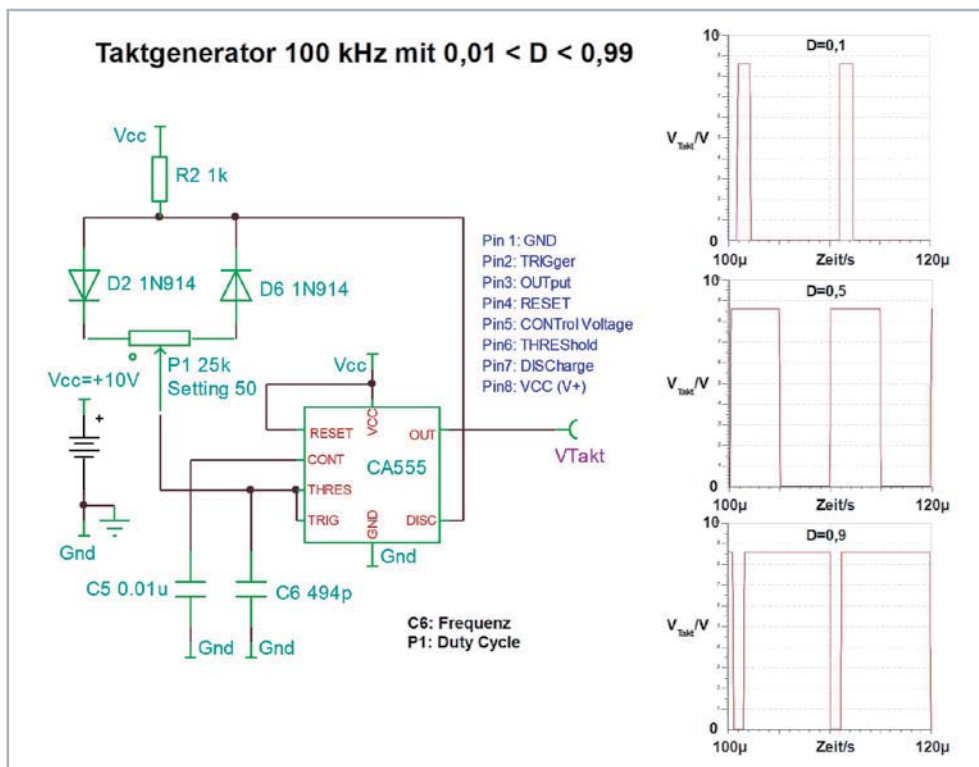 Taktgenerator 100 kHz mit 0,01 < D < 0,99
Vcc
R2 1k
D2 1N914
D6 1N914
P1 25k
Setting 50
Vcc=+10V
+
Gnd
Vcc
RESET
VCC
OUT
CONT
CA555
THRES
TRIG
GND
DISC
Gnd
VTakt
C5 0.01u
C6 494p
Gnd
Gnd
Pin 1: GND
Pin2: TRIGger
Pin3: OUTput
Pin4: RESET
Pin5: CONTrol Voltage
Pin6: THREShold
Pin7: DISCharge
Pin8: VCC (V+)
C6: Frequenz
P1: Duty Cycle
D=0,1
10
VTakt/V
0
100µ
Zeit/s
120µ
D=0,5
10
VTakt/V
0
100µ
Zeit/s
120µ
D=0,9
10
VTakt/V
0
100µ
Zeit/s
120µ